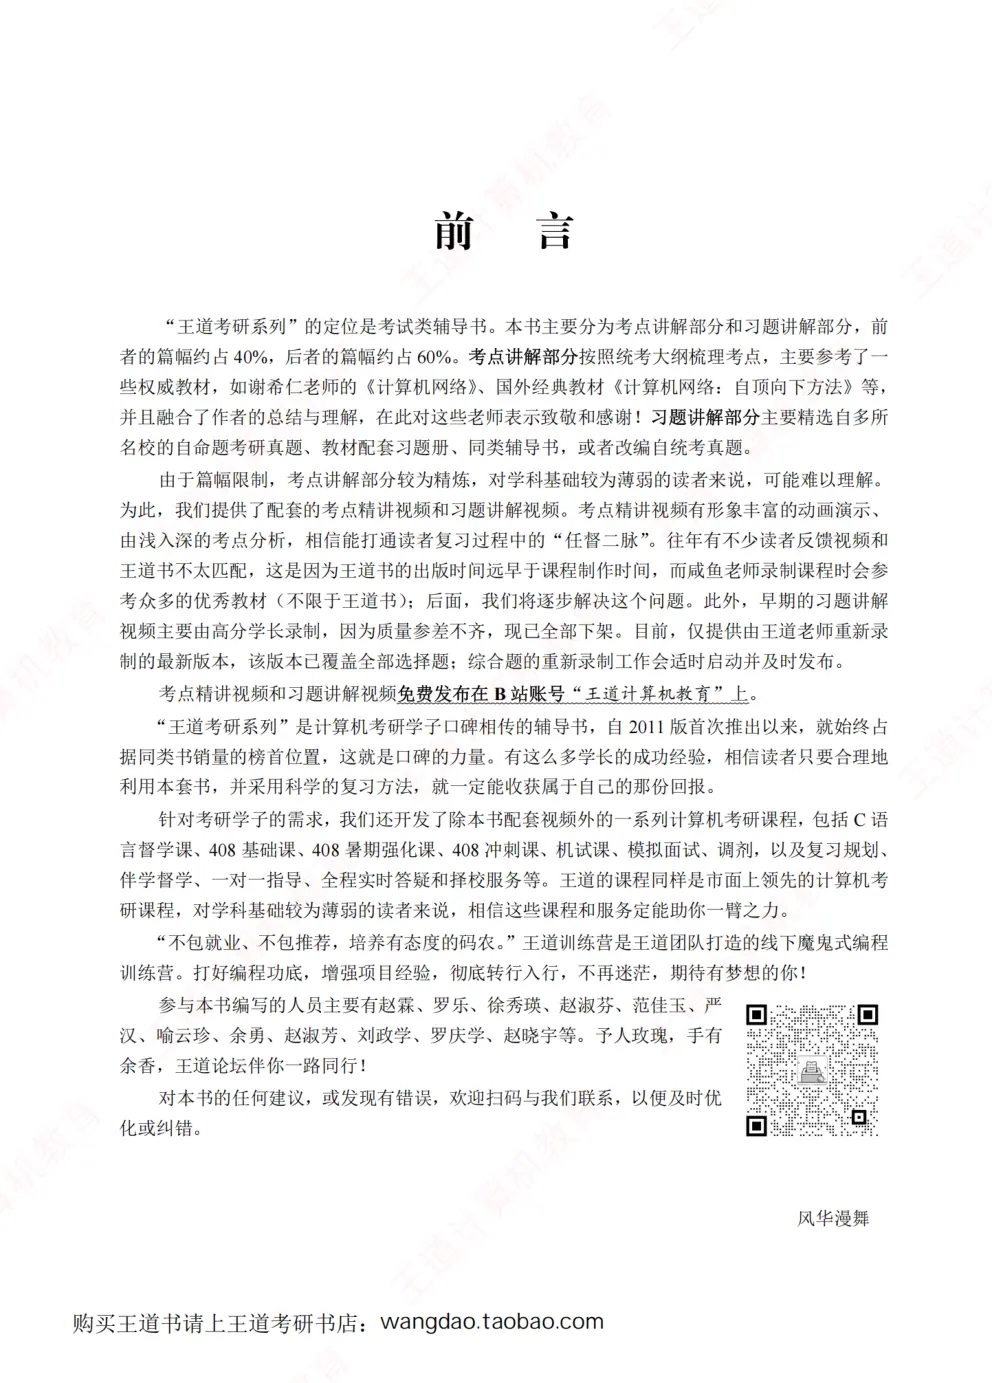 前 言
“王道考研系列”的定位是考试类辅导书。本书主要分为考点讲解部分和习题讲解部分，前
者的篇幅约占 40%，后者的篇幅约占 60%。考点讲解部分按照统考大纲梳理考点，主要参考了一
些权威教材，如谢希仁老师的《计算机网络》、国外经典教材《计算机网络：自顶向下方法》等，
并且融合了作者的总结与理解，在此对这些老师表示致敬和感谢！习题讲解部分主要精选自多所
名校的自命题考研真题、教材配套习题册、同类辅导书，或者改编自统考真题。
由于篇幅限制，考点讲解部分较为精炼，对学科基础较为薄弱的读者来说，可能难以理解。
为此，我们提供了配套的考点精讲视频和习题讲解视频。考点精讲视频有形象丰富的动画演示、
由浅入深的考点分析，相信能打通读者复习过程中的“任督二脉”。往年有不少读者反馈视频和
王道书不太匹配，这是因为王道书的出版时间远早于课程制作时间，而咸鱼老师录制课程时会参
考众多的优秀教材（不限于王道书）；后面，我们将逐步解决这个问题。此外，早期的习题讲解
视频主要由高分学长录制，因为质量参差不齐，现已全部下架。目前，仅提供由王道老师重新录
制的最新版本，该版本已覆盖全部选择题；综合题的重新录制工作会适时启动并及时发布。
考点精讲视频和习题讲解视频免费发布在 B 站账号“王道计算机教育”上。
“王道考研系列”是计算机考研学子口碑相传的辅导书，自 2011 版首次推出以来，就始终占
据同类书销量的榜首位置，这就是口碑的力量。有这么多学长的成功经验，相信读者只要合理地
利用本套书，并采用科学的复习方法，就一定能收获属于自己的那份回报。
针对考研学子的需求，我们还开发了除本书配套视频外的一系列计算机考研课程，包括 C 语
言督学课、408 基础课、408 暑期强化课、408 冲刺课、机试课、模拟面试、调剂，以及复习规划、
伴学督学、一对一指导、全程实时答疑和择校服务等。王道的课程同样是市面上领先的计算机考
研课程，对学科基础较为薄弱的读者来说，相信这些课程和服务定能助你一臂之力。
“不包就业、不包推荐，培养有态度的码农。”王道训练营是王道团队打造的线下魔鬼式编程
训练营。打好编程功底，增强项目经验，彻底转行入行，不再迷茫，期待有梦想的你！
参与本书编写的人员主要有赵霖、罗乐、徐秀瑛、赵淑芬、范佳玉、严
汉、喻云珍、余勇、赵淑芳、刘政学、罗庆学、赵晓宇等。予人玫瑰，手有
余香，王道论坛伴你一路同行！
对本书的任何建议，或发现有错误，欢迎扫码与我们联系，以便及时优
化或纠错。
风华漫舞
购买王道书请上王道考研书店：wangdao.taobao.com
王道计算机教育